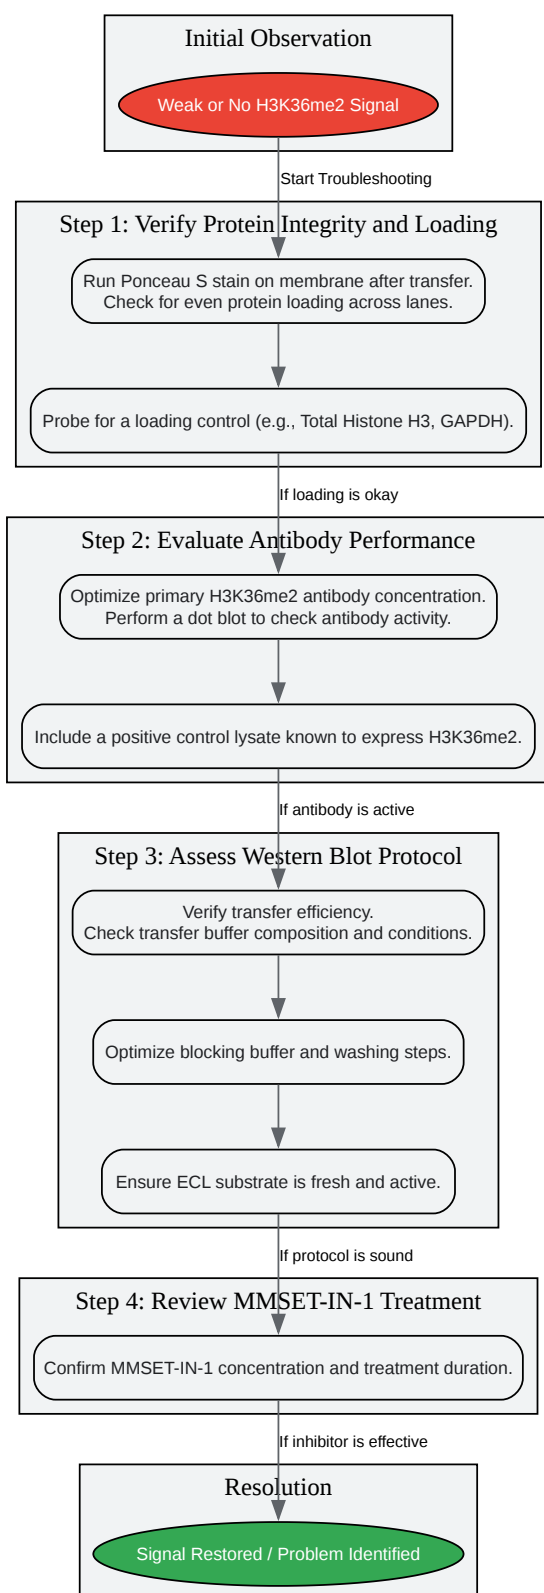 Initial Observation
Weak or No H3K36me2 Signal
Start Troubleshooting
Step 1: Verify Protein Integrity and Loading
Run Ponceau S stain on membrane after transfer.
Check for even protein loading across lanes.
Probe for a loading control (e.g., Total Histone H3, GAPDH).
If loading is okay
Step 2: Evaluate Antibody Performance
Optimize primary H3K36me2 antibody concentration.
Perform a dot blot to check antibody activity.
Include a positive control lysate known to express H3K36me2.
If antibody is active
Step 3: Assess Western Blot Protocol
Verify transfer efficiency.
Check transfer buffer composition and conditions.
Optimize blocking buffer and washing steps.
Ensure ECL substrate is fresh and active.
If protocol is sound
Step 4: Review MMSET-IN-1 Treatment
Confirm MMSET-IN-1 concentration and treatment duration.
If inhibitor is effective
Resolution
Signal Restored / Problem Identified